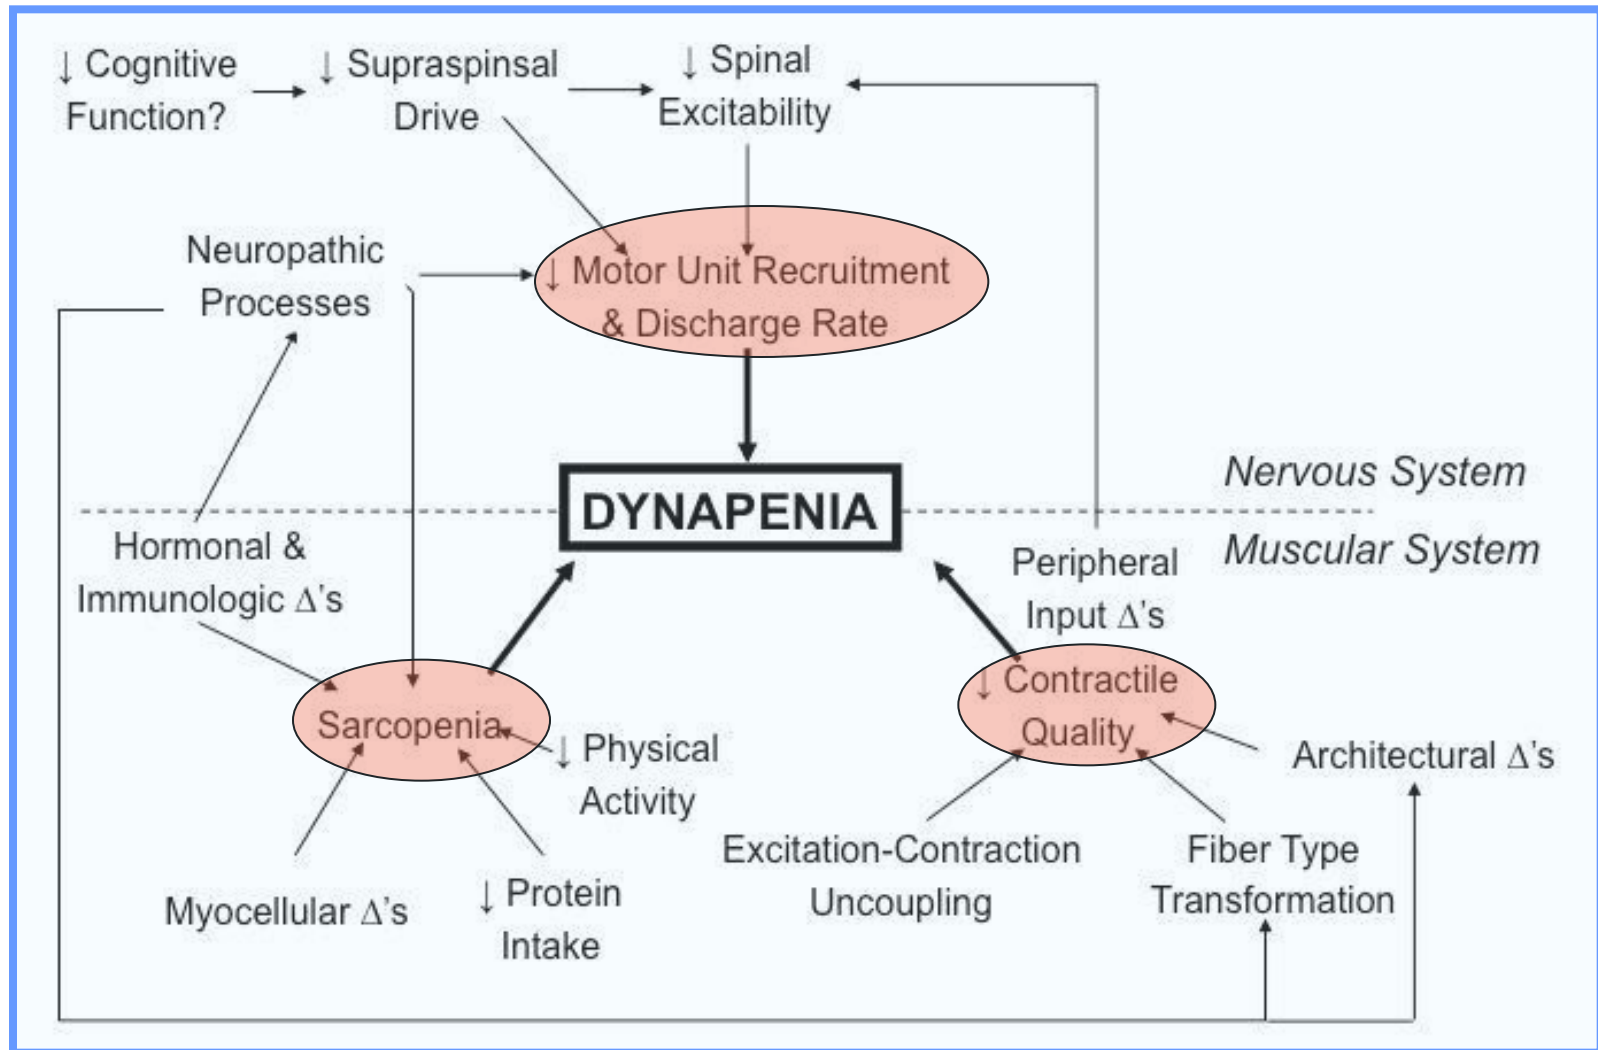 ↓ Cognitive
Function?
↓ Supraspinsal
Drive
↓ Spinal
Excitability
Neuropathic
Processes
↓ Motor Unit Recruitment
& Discharge Rate
DYNAPENIA
Nervous System
Muscular System
Hormonal &
Immunologic Δ's
Peripheral
Input Δ's
Sarcopenia
↓ Contractile
Quality
↓ Physical
Activity
Architectural Δ's
Myocellular Δ's
↓ Protein
Intake
Excitation-Contraction
Uncoupling
Fiber Type
Transformation